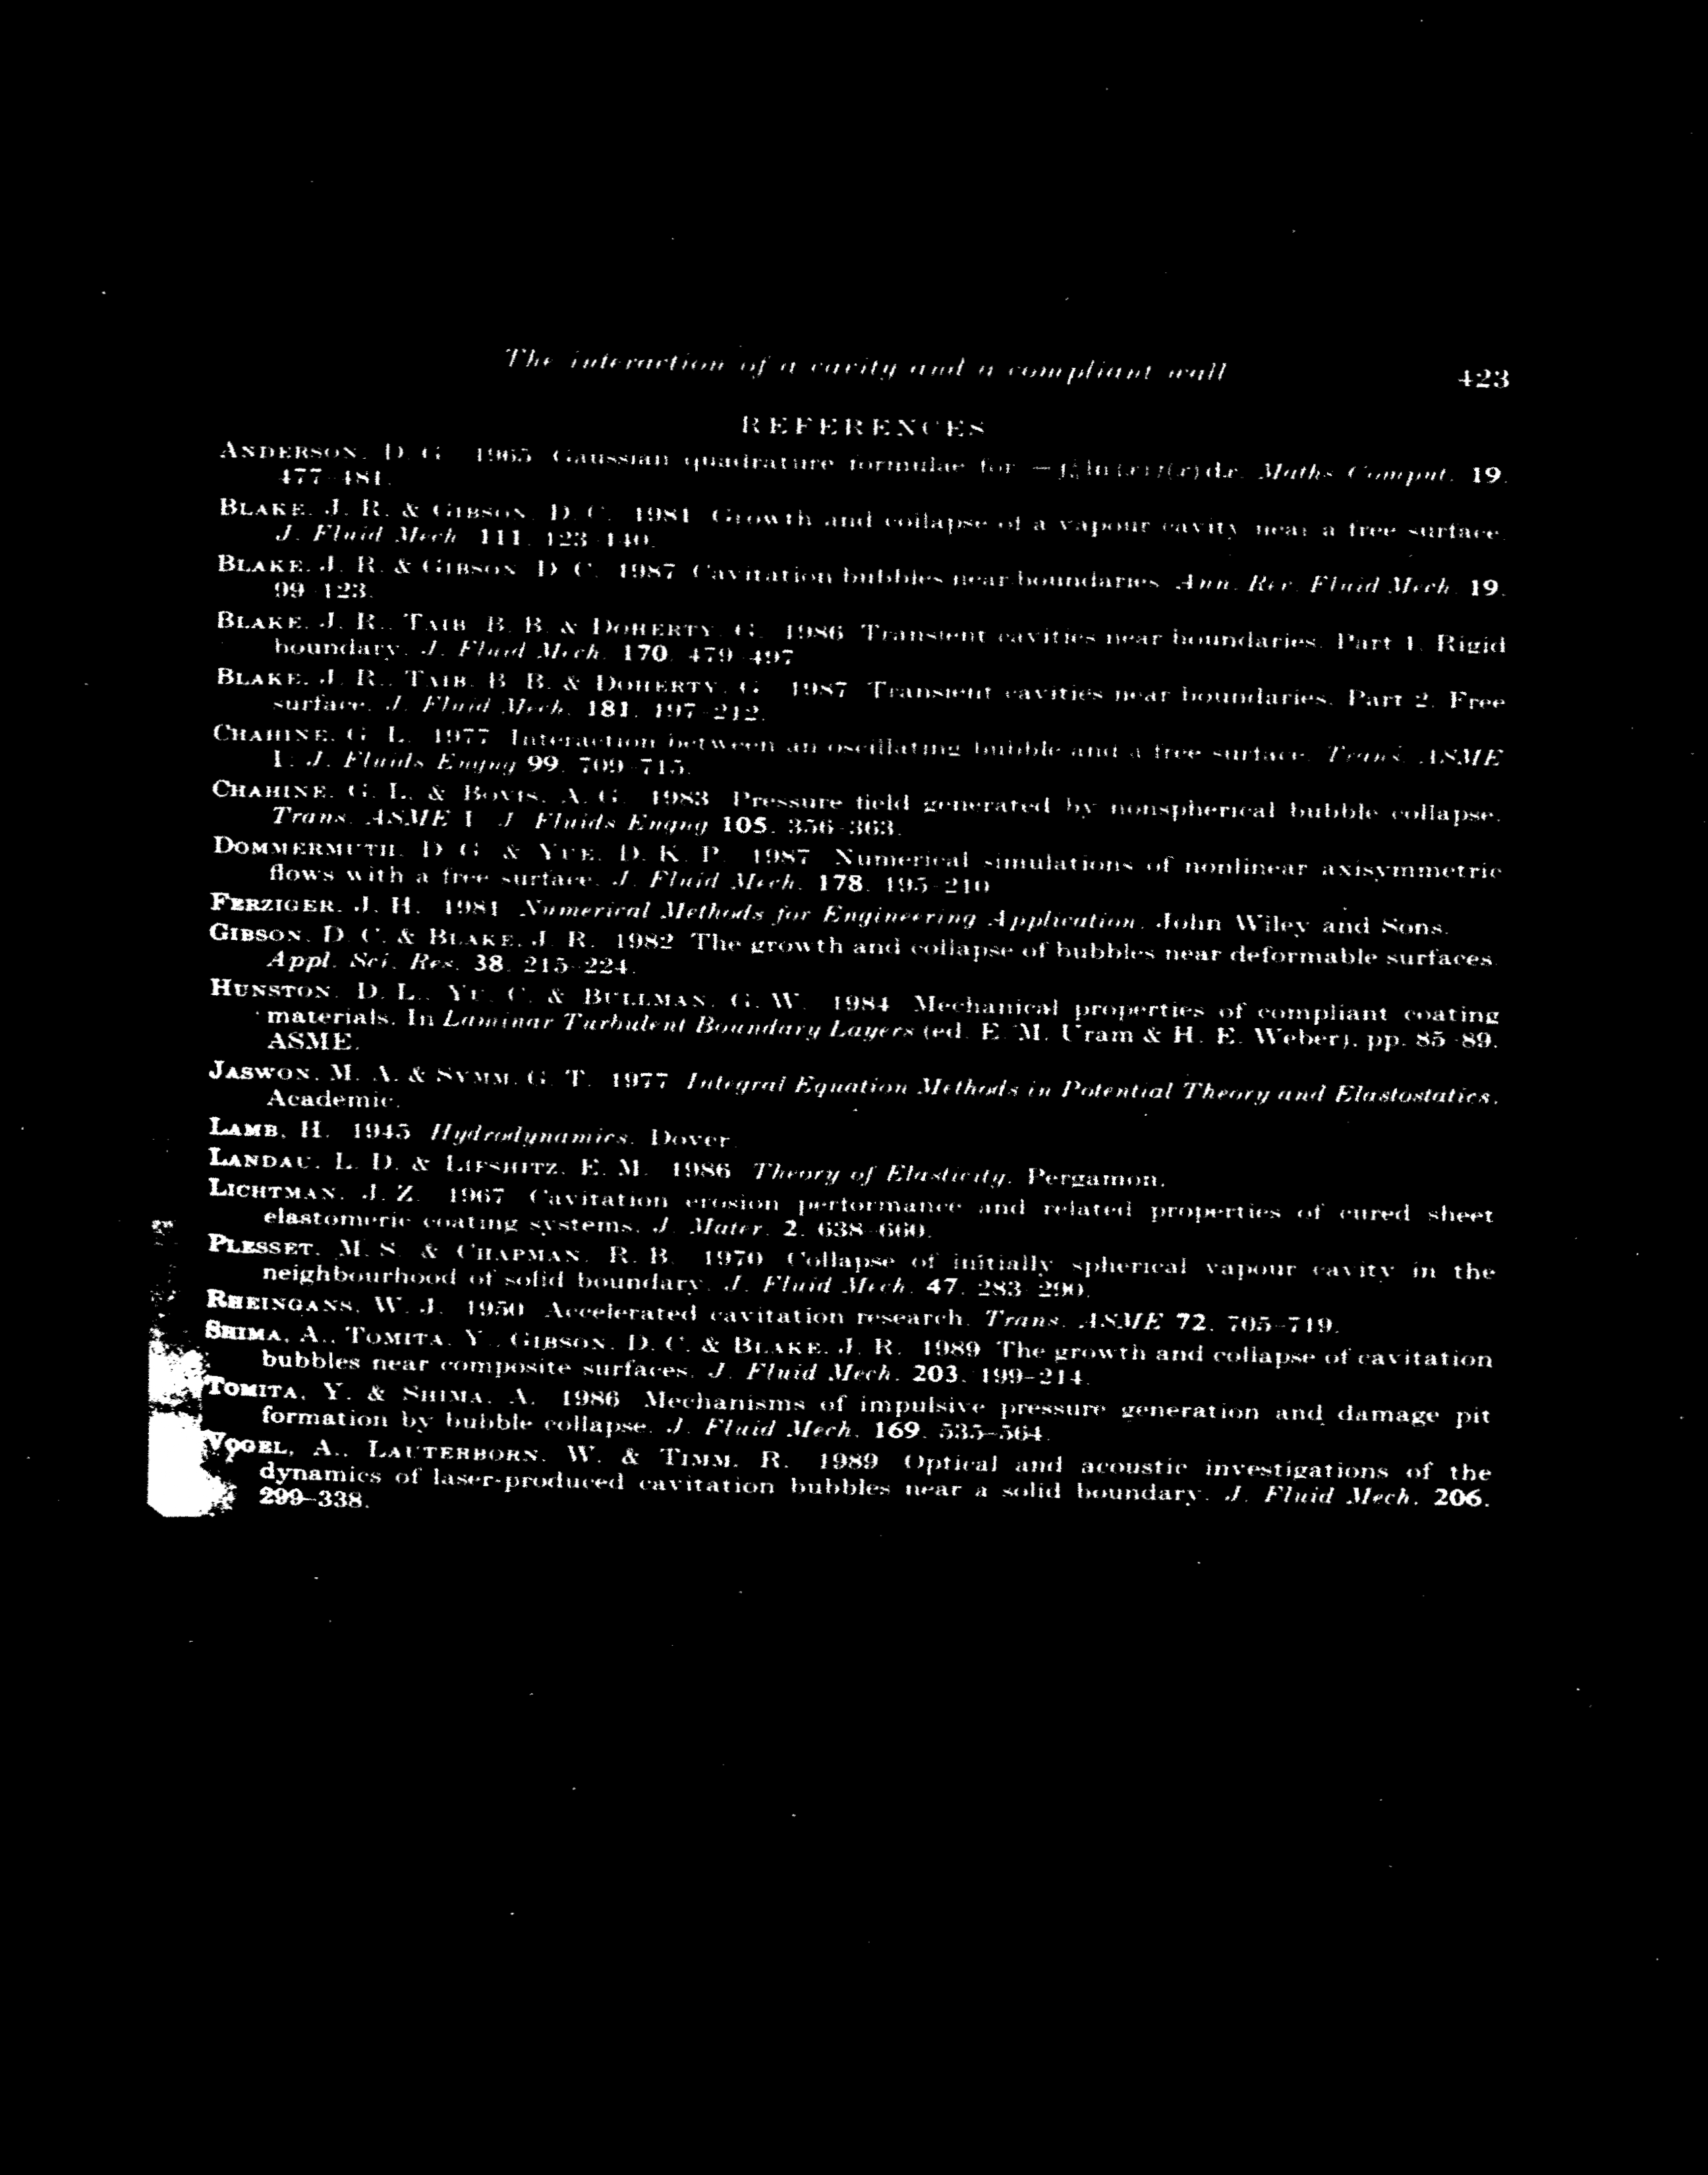 The interaction of a cavity and a compliant wall 423
REFERENCES
ANDERSON, D. G. 1965 Gaussian quadrature formulae for −∫₀¹ ln (x) f(x) dx. Maths Comput. 19,
477–481.
BLAKE, J. R. & GIBSON, D. C. 1981 Growth and collapse of a vapour cavity near a free surface.
J. Fluid Mech. 111, 123–140.
BLAKE, J. R. & GIBSON, D. C. 1987 Cavitation bubbles near boundaries. Ann. Rev. Fluid Mech. 19,
99–123.
BLAKE, J. R., TAIB, B. B. & DOHERTY, G. 1986 Transient cavities near boundaries. Part 1. Rigid
boundary. J. Fluid Mech. 170, 479–497.
BLAKE, J. R., TAIB, B. B. & DOHERTY, G. 1987 Transient cavities near boundaries. Part 2. Free
surface. J. Fluid Mech. 181, 197–212.
CHAHINE, G. L. 1977 Interaction between an oscillating bubble and a free surface. Trans. ASME
I: J. Fluids Engng 99, 709–715.
CHAHINE, G. L. & BOVIS, A. G. 1983 Pressure field generated by nonspherical bubble collapse.
Trans. ASME I: J. Fluids Engng 105, 356–363.
DOMMERMUTH, D. G. & YUE, D. K. P. 1987 Numerical simulations of nonlinear axisymmetric
flows with a free surface. J. Fluid Mech. 178, 195–210.
FERZIGER, J. H. 1981 Numerical Methods for Engineering Application. John Wiley and Sons.
GIBSON, D. C. & BLAKE, J. R. 1982 The growth and collapse of bubbles near deformable surfaces.
Appl. Sci. Res. 38, 215–224.
HUNSTON, D. L., YU, C. & BULLMAN, G. W. 1984 Mechanical properties of compliant coating
materials. In Laminar Turbulent Boundary Layers (ed. E. M. Uram & H. E. Weber), pp. 85–89.
ASME.
JASWON, M. A. & SYMM, G. T. 1977 Integral Equation Methods in Potential Theory and Elastostatics.
Academic.
LAMB, H. 1945 Hydrodynamics. Dover.
LANDAU, L. D. & LIFSHITZ, E. M. 1986 Theory of Elasticity. Pergamon.
LICHTMAN, J. Z. 1967 Cavitation erosion performance and related properties of cured sheet
elastomeric coating systems. J. Mater. 2, 638–660.
PLESSET, M. S. & CHAPMAN, R. B. 1970 Collapse of initially spherical vapour cavity in the
neighbourhood of solid boundary. J. Fluid Mech. 47, 283–290.
RHEINGANS, W. J. 1950 Accelerated cavitation research. Trans. ASME 72, 705–719.
SHIMA, A., TOMITA, Y., GIBSON, D. C. & BLAKE, J. R. 1989 The growth and collapse of cavitation
bubbles near composite surfaces. J. Fluid Mech. 203, 199–214.
TOMITA, Y. & SHIMA, A. 1986 Mechanisms of impulsive pressure generation and damage pit
formation by bubble collapse. J. Fluid Mech. 169, 535–564.
VOGEL, A., LAUTERBORN, W. & TIMM, R. 1989 Optical and acoustic investigations of the
dynamics of laser-produced cavitation bubbles near a solid boundary. J. Fluid Mech. 206,
299–338.